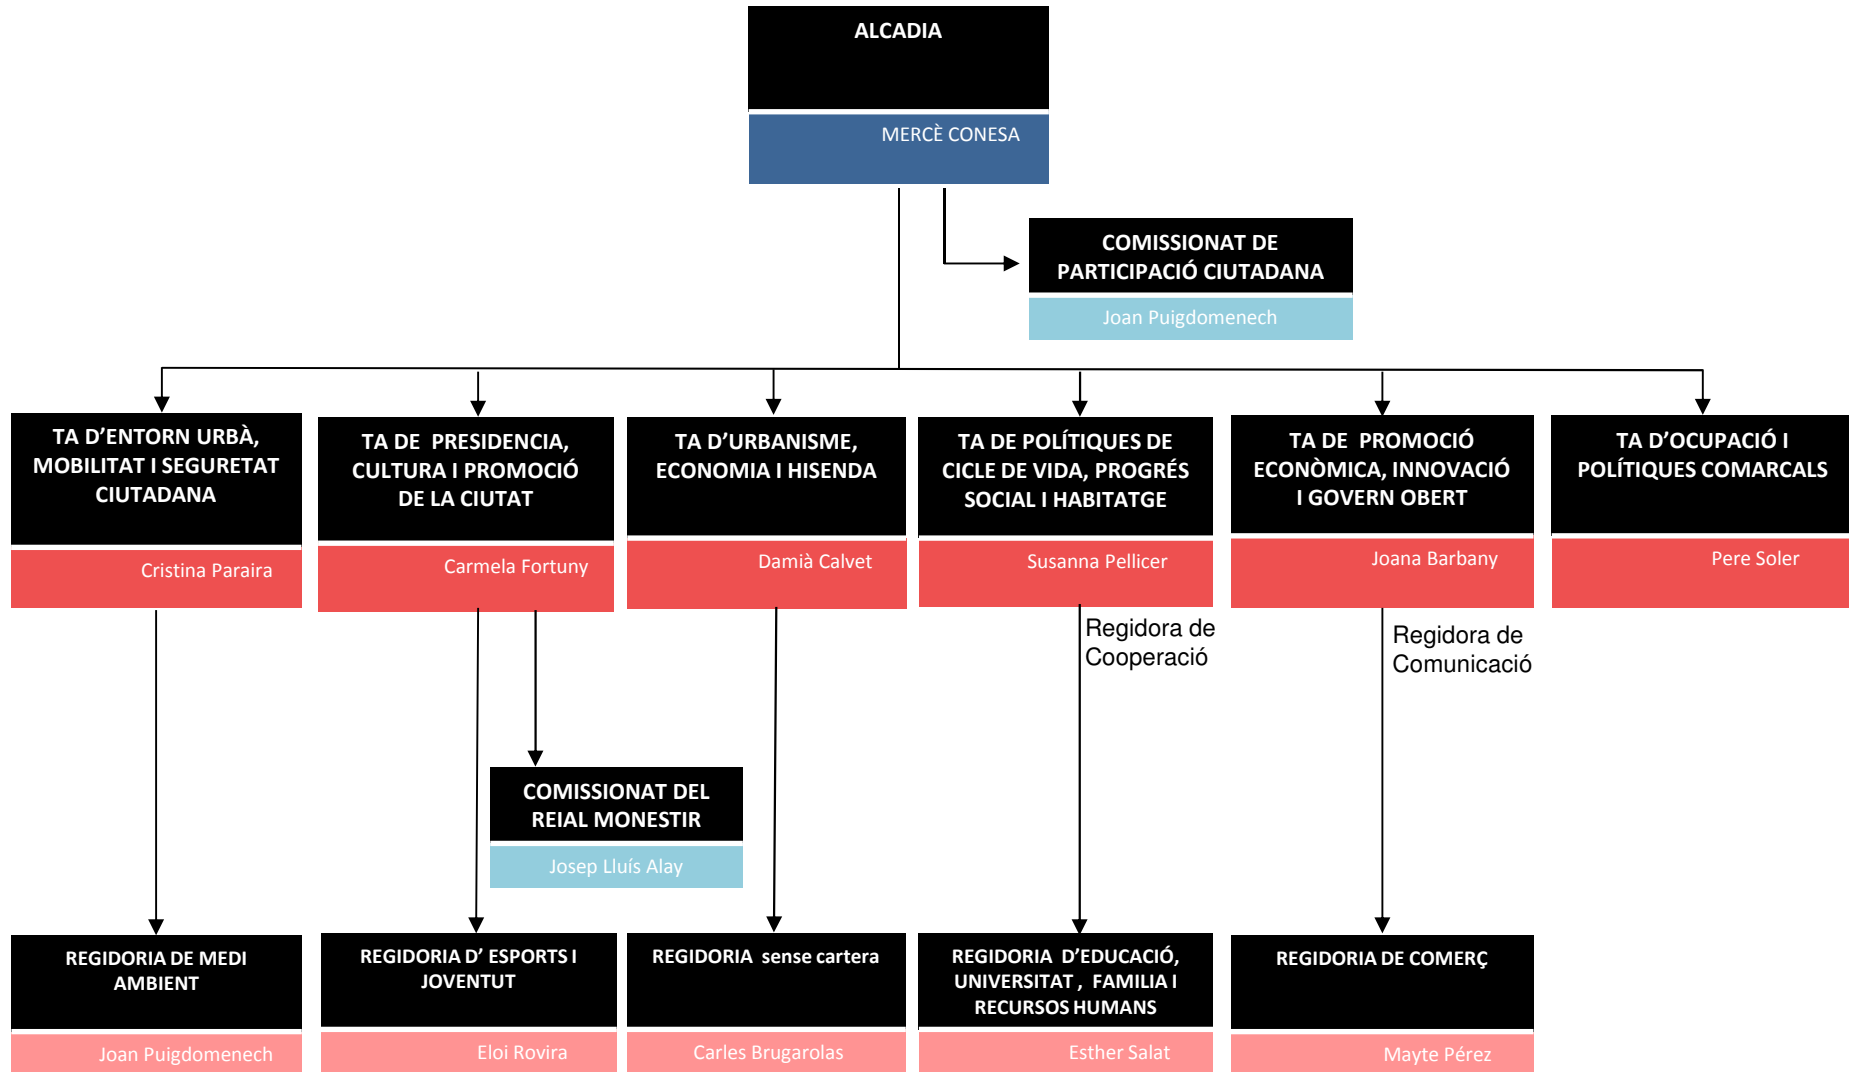 ALCADIA
MERCÈ CONESA
COMISSIONAT DE
PARTICIPACIÓ CIUTADANA
Joan Puigdomenech
TA D’ENTORN URBÀ,
MOBILITAT I SEGURETAT
CIUTADANA
Cristina Paraira
TA DE PRESIDENCIA,
CULTURA I PROMOCIÓ
DE LA CIUTAT
Carmela Fortuny
TA D’URBANISME,
ECONOMIA I HISENDA
Damià Calvet
TA DE POLÍTIQUES DE
CICLE DE VIDA, PROGRÉS
SOCIAL I HABITATGE
Susanna Pellicer
TA DE PROMOCIÓ
ECONÒMICA, INNOVACIÓ
I GOVERN OBERT
Joana Barbany
TA D’OCUPACIÓ I
POLÍTIQUES COMARCALS
Pere Soler
Regidora de
Cooperació
Regidora de
Comunicació
COMISSIONAT DEL
REIAL MONESTIR
Josep Lluís Alay
REGIDORIA DE MEDI
AMBIENT
Joan Puigdomenech
REGIDORIA D’ ESPORTS I
JOVENTUT
Eloi Rovira
REGIDORIA sense cartera
Carles Brugarolas
REGIDORIA D’EDUCACIÓ,
UNIVERSITAT , FAMILIA I
RECURSOS HUMANS
Esther Salat
REGIDORIA DE COMERÇ
Mayte Pérez